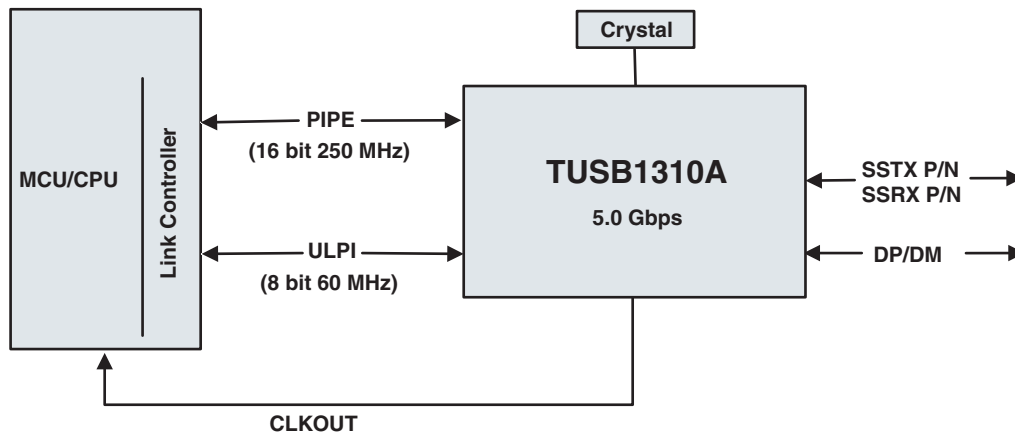 Crystal
MCU/CPU
Link Controller
PIPE
(16 bit 250 MHz)
ULPI
(8 bit 60 MHz)
TUSB1310A
5.0 Gbps
SSTX P/N
SSRX P/N
DP/DM
CLKOUT